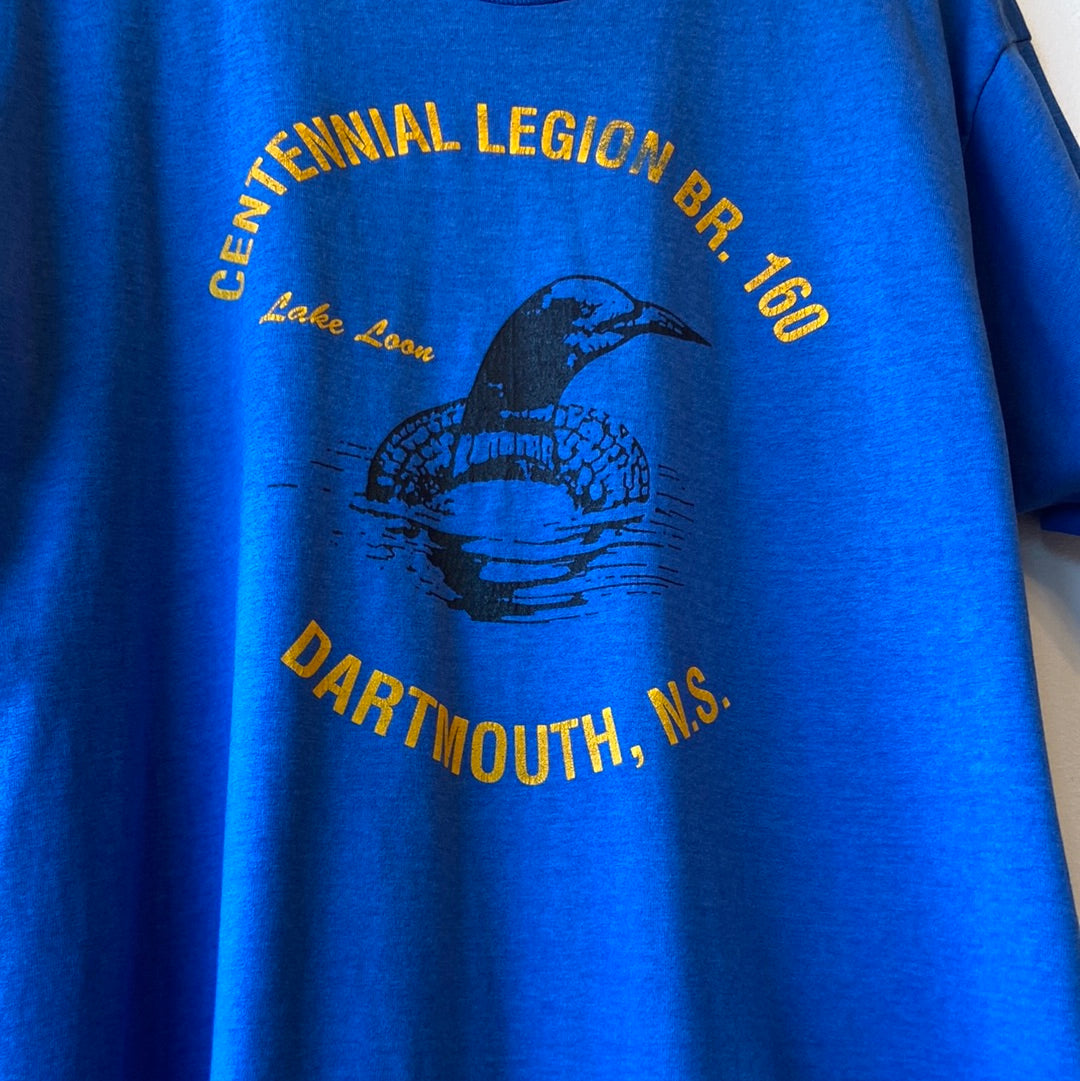 CENTENNIAL LEGION BR. 160
Lake Loon
DARTMOUTH, N.S.